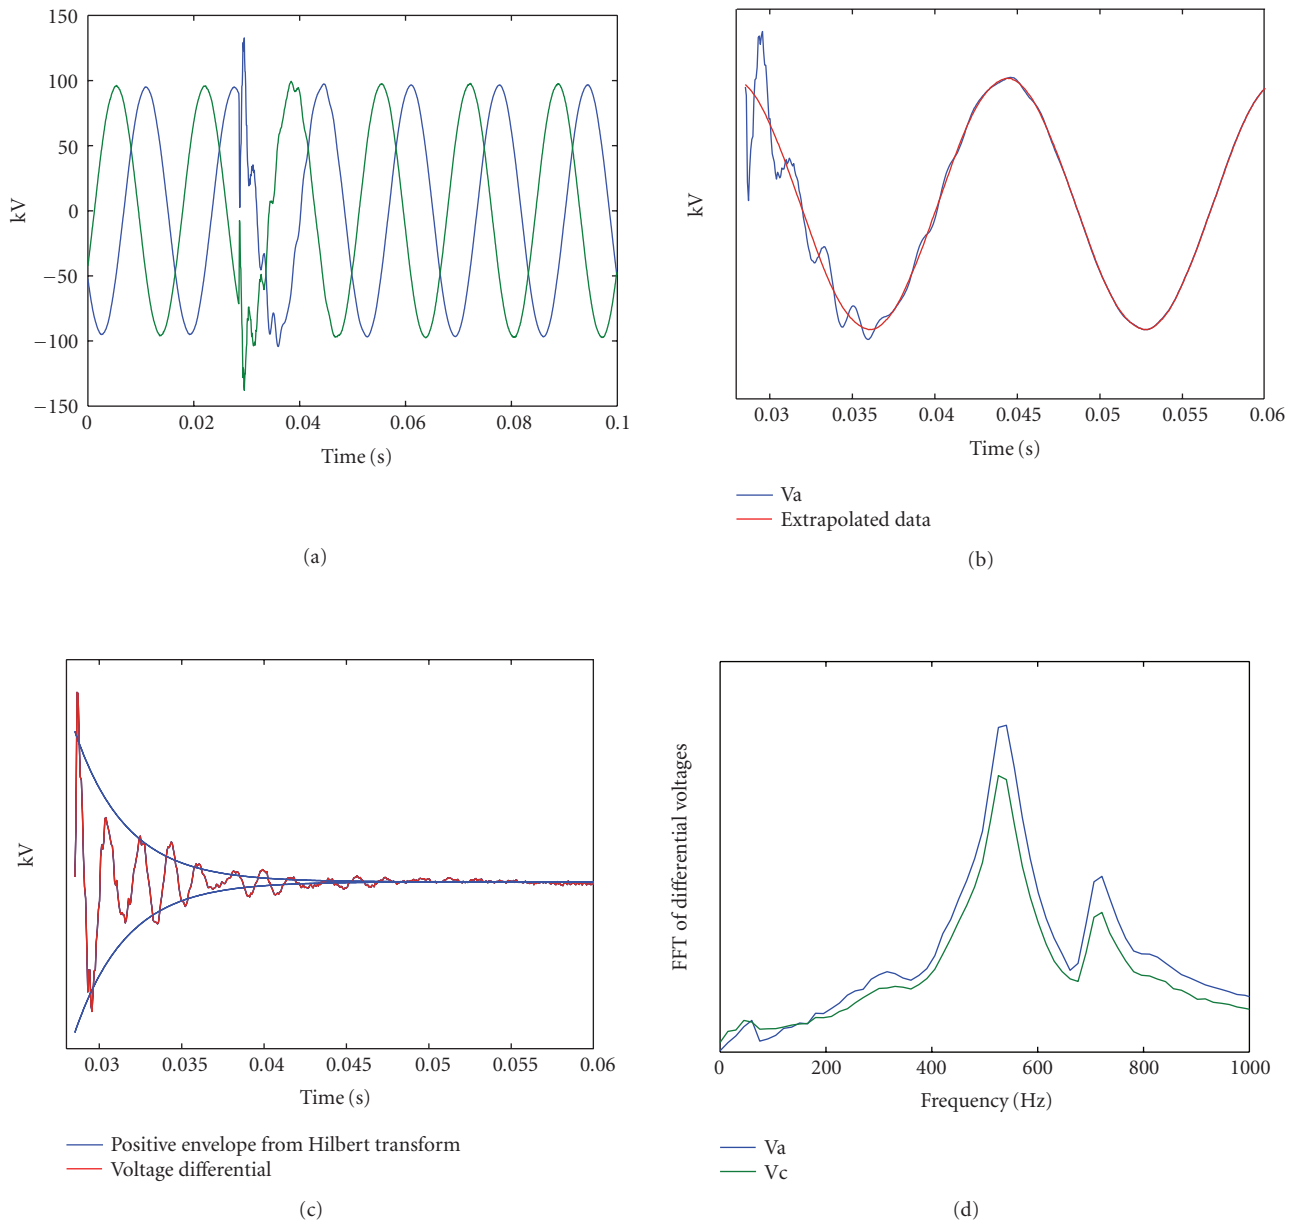 150
100
50
0
−50
−100
−150
kV
0
0.02
0.04
0.06
0.08
0.1
Time (s)
(a)
kV
0.03
0.035
0.04
0.045
0.05
0.055
0.06
Time (s)
Va
Extrapolated data
(b)
kV
0.03
0.035
0.04
0.045
0.05
0.055
0.06
Time (s)
Positive envelope from Hilbert transform
Voltage differential
(c)
FFT of differential voltages
0
200
400
600
800
1000
Frequency (Hz)
Va
Vc
(d)